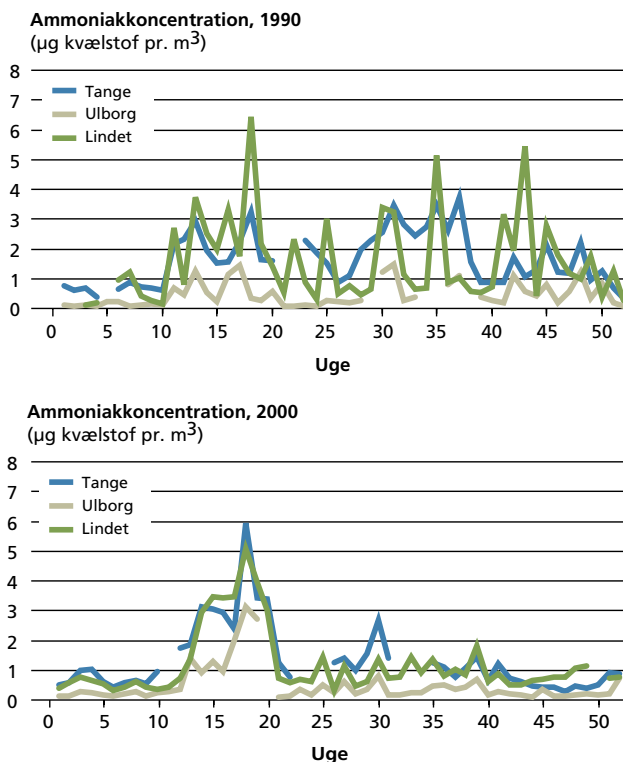 Ammoniakkoncentration, 1990
(µg kvælstof pr. m³)
8
7
6
5
4
3
2
1
0
Tange
Ulborg
Lindet
0 5 10 15 20 25 30 35 40 45 50
Uge
Ammoniakkoncentration, 2000
(µg kvælstof pr. m³)
8
7
6
5
4
3
2
1
0
Tange
Ulborg
Lindet
0 5 10 15 20 25 30 35 40 45 50
Uge